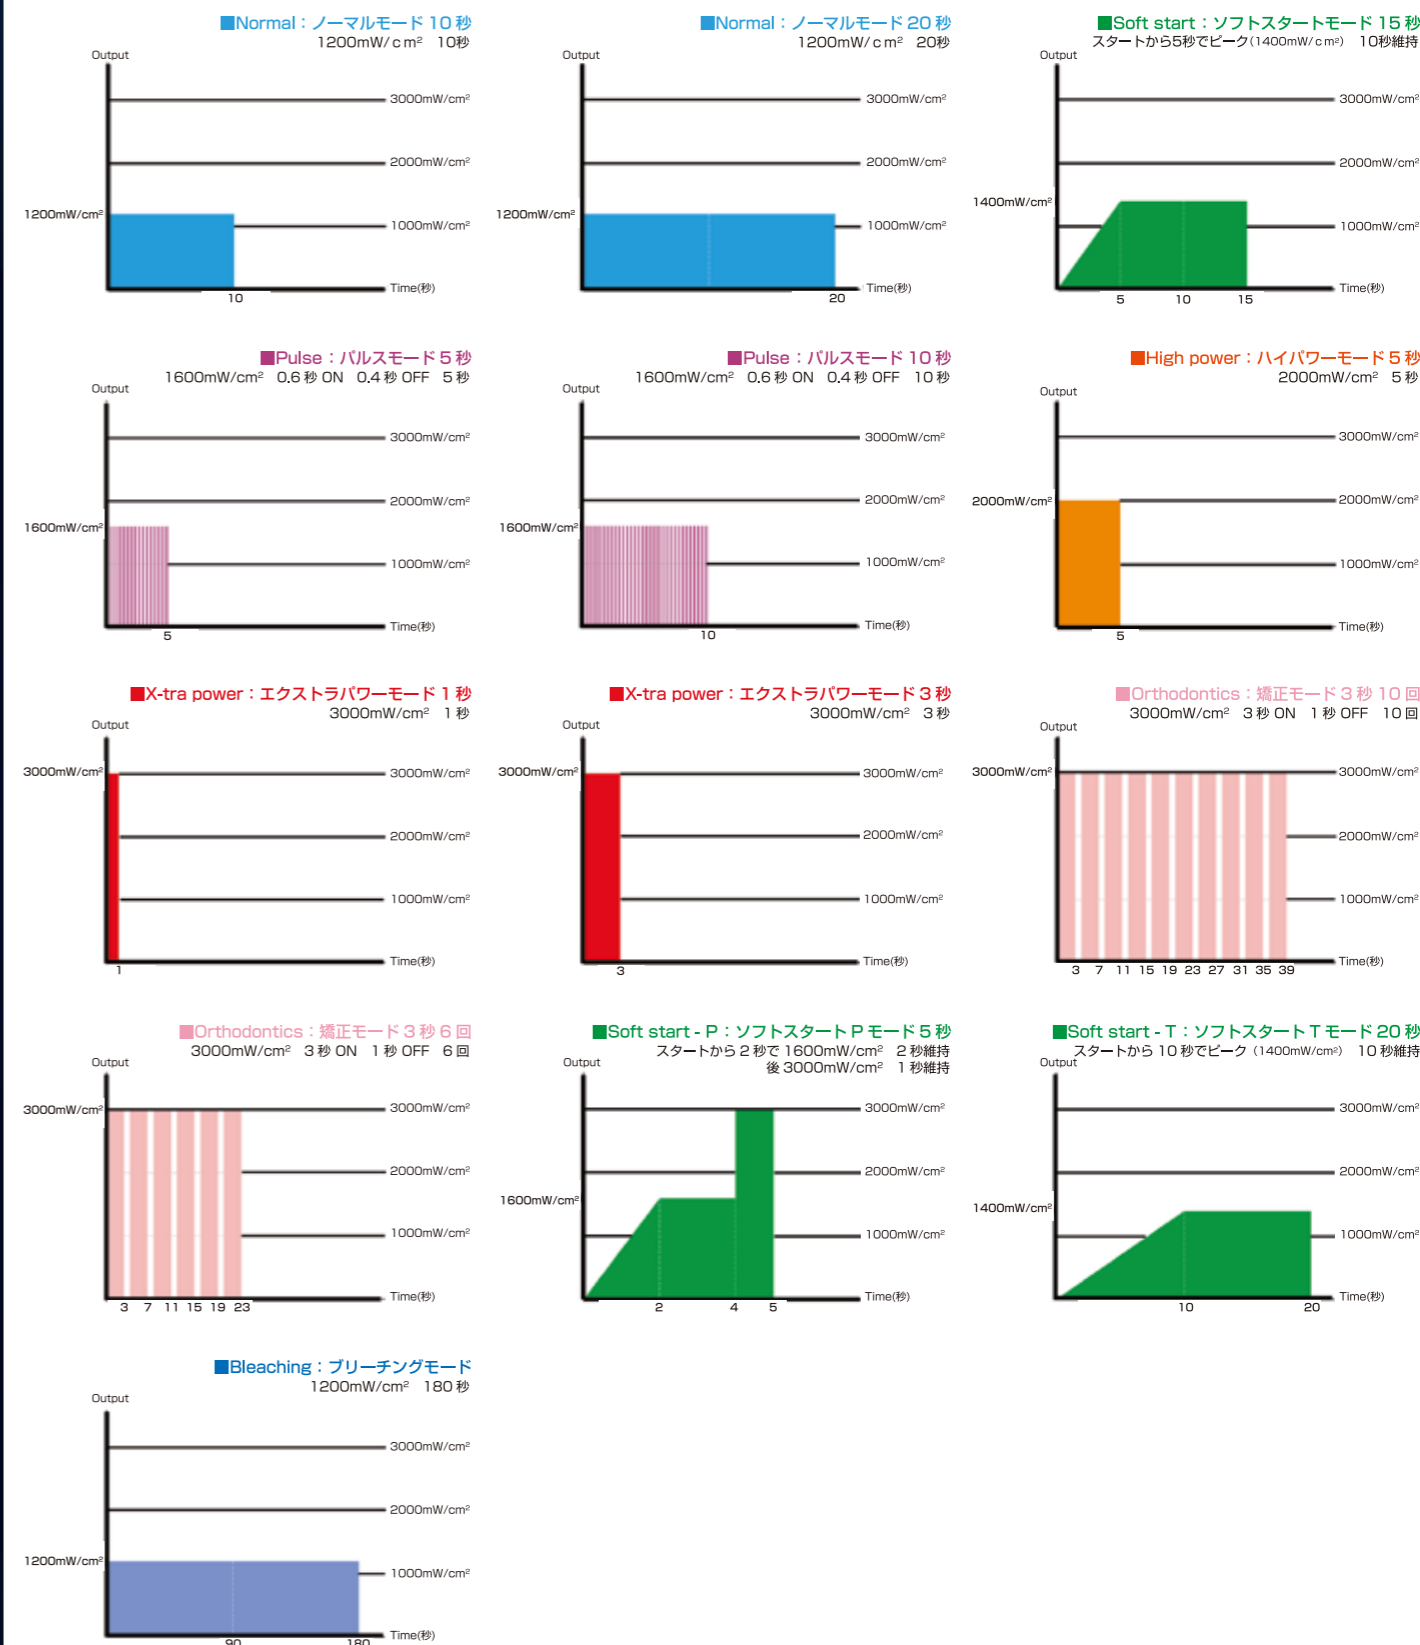 ■Normal：ノーマルモード 10 秒
1200mW/ｃｍ² 10秒
Output
3000mW/cm²
2000mW/cm²
1200mW/cm²
1000mW/cm²
Time(秒)
10
■Normal：ノーマルモード 20 秒
1200mW/ｃｍ² 20秒
Output
3000mW/cm²
2000mW/cm²
1200mW/cm²
1000mW/cm²
Time(秒)
20
■Soft start：ソフトスタートモード 15 秒
スタートから5秒でピーク(1400mW/ｃｍ²) 10秒維持
Output
3000mW/cm²
2000mW/cm²
1400mW/cm²
1000mW/cm²
Time(秒)
5 10 15
■Pulse：パルスモード 5 秒
1600mW/cm² 0.6 秒 ON 0.4 秒 OFF 5 秒
Output
3000mW/cm²
2000mW/cm²
1600mW/cm²
1000mW/cm²
Time(秒)
5
■Pulse：パルスモード 10 秒
1600mW/cm² 0.6 秒 ON 0.4 秒 OFF 10 秒
Output
3000mW/cm²
2000mW/cm²
1600mW/cm²
1000mW/cm²
Time(秒)
10
■High power：ハイパワーモード 5 秒
2000mW/cm² 5 秒
Output
3000mW/cm²
2000mW/cm²
2000mW/cm²
1000mW/cm²
Time(秒)
5
■X-tra power：エクストラパワーモード 1 秒
3000mW/cm² 1 秒
Output
3000mW/cm²
3000mW/cm²
2000mW/cm²
1000mW/cm²
Time(秒)
1
■X-tra power：エクストラパワーモード 3 秒
3000mW/cm² 3 秒
Output
3000mW/cm²
3000mW/cm²
2000mW/cm²
1000mW/cm²
Time(秒)
3
■Orthodontics：矯正モード 3 秒 10 回
3000mW/cm² 3 秒 ON 1 秒 OFF 10 回
Output
3000mW/cm²
3000mW/cm²
2000mW/cm²
1000mW/cm²
Time(秒)
3 7 11 15 19 23 27 31 35 39
■Orthodontics：矯正モード 3 秒 6 回
3000mW/cm² 3 秒 ON 1 秒 OFF 6 回
Output
3000mW/cm²
3000mW/cm²
2000mW/cm²
1000mW/cm²
Time(秒)
3 7 11 15 19 23
■Soft start - P：ソフトスタート P モード 5 秒
スタートから 2 秒で 1600mW/cm² 2 秒維持
後 3000mW/cm² 1 秒維持
Output
3000mW/cm²
2000mW/cm²
1600mW/cm²
1000mW/cm²
Time(秒)
2 4 5
■Soft start - T：ソフトスタート T モード 20 秒
スタートから 10 秒でピーク（1400mW/cm²） 10 秒維持
Output
3000mW/cm²
2000mW/cm²
1400mW/cm²
1000mW/cm²
Time(秒)
10 20
■Bleaching：ブリーチングモード
1200mW/cm² 180 秒
Output
3000mW/cm²
2000mW/cm²
1200mW/cm²
1000mW/cm²
Time(秒)
90 180